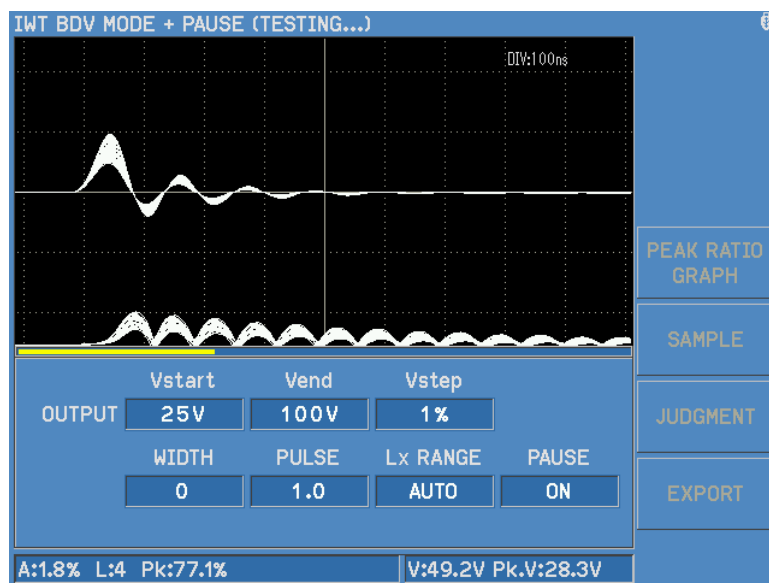 IWT BDV MODE + PAUSE (TESTING...)
DIV:100ns
PEAK RATIO
GRAPH
SAMPLE
JUDGMENT
EXPORT
Vstart Vend Vstep
OUTPUT 25V 100V 1%
WIDTH PULSE Lx RANGE PAUSE
0 1.0 AUTO ON
A:1.8% L:4 Pk:77.1% V:49.2V Pk.V:28.3V